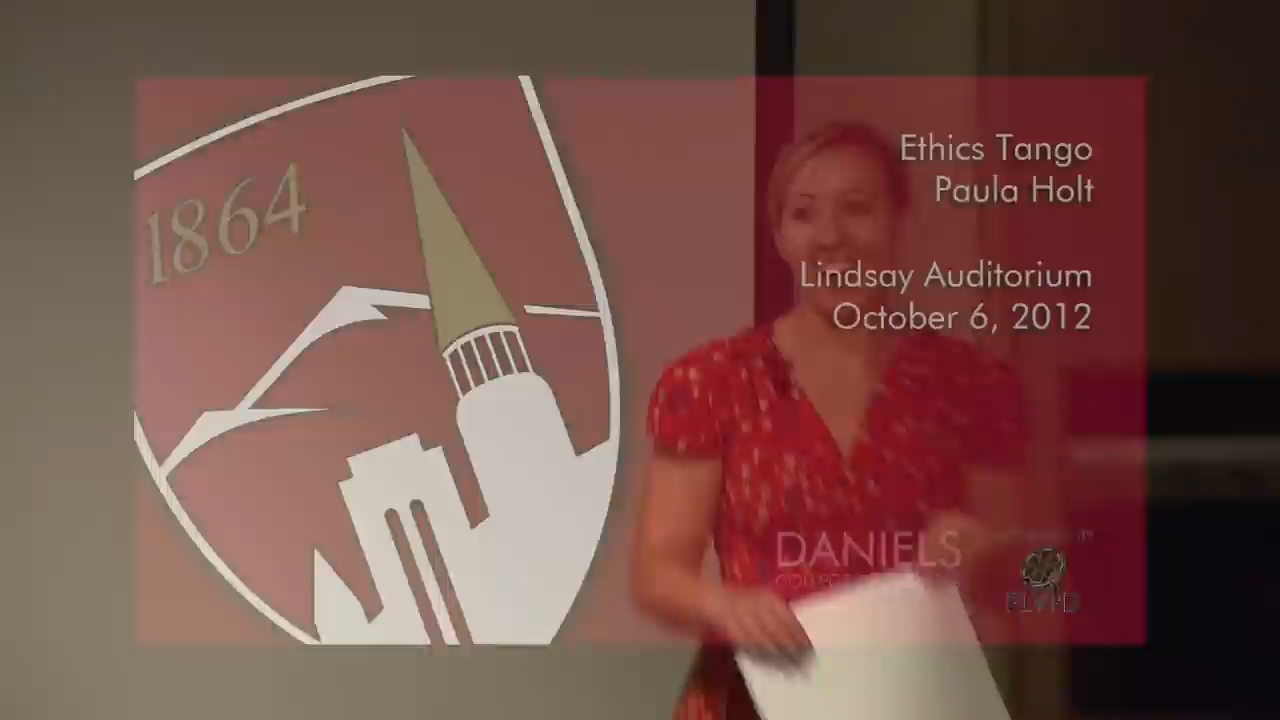 1864
Ethics Tango
Paula Holt
Lindsay Auditorium
October 6, 2012
DANIELS